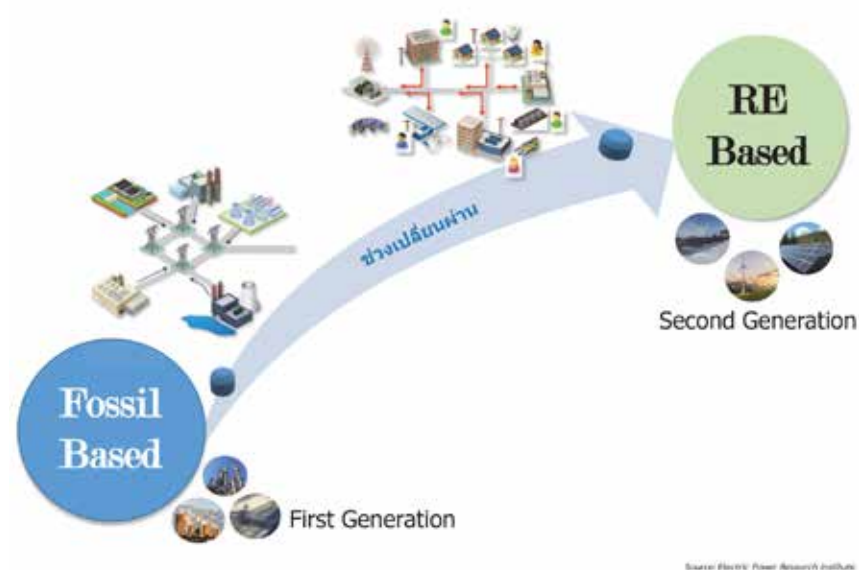 RE
Based
ช่วงเปลี่ยนผ่าน
Second Generation
Fossil
Based
First Generation
Source: Electric Power Research Institute